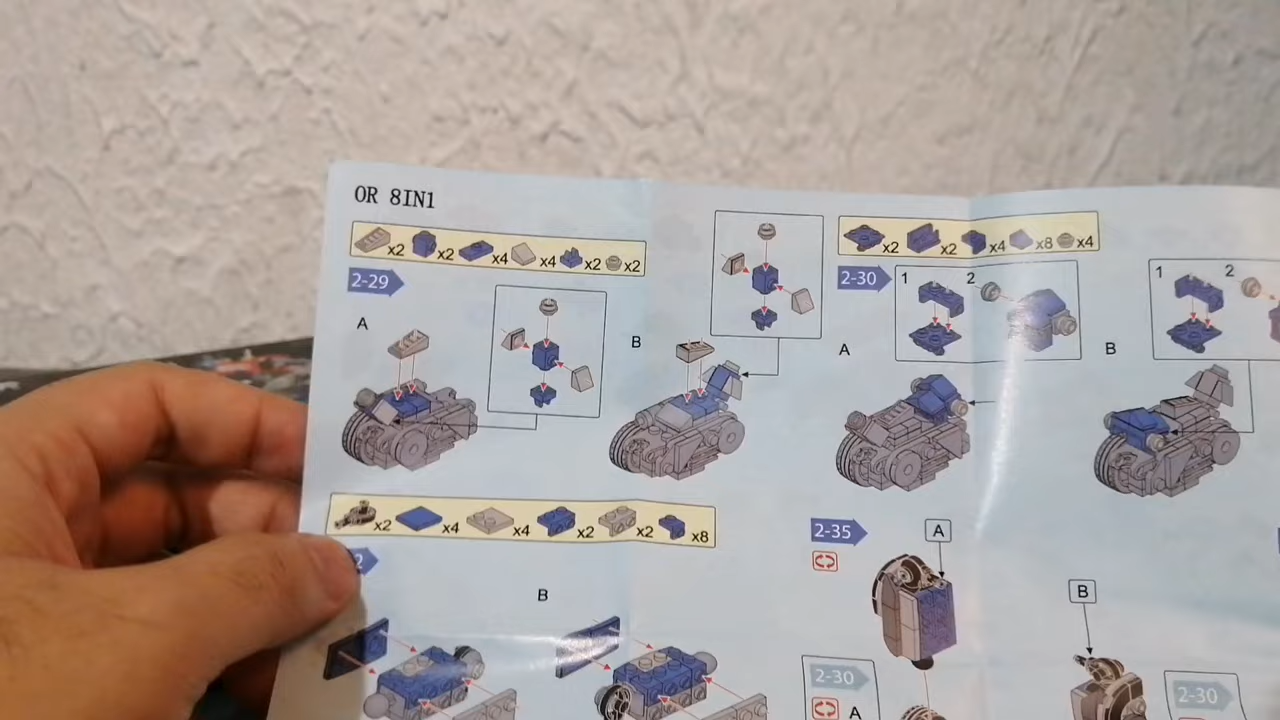 OR 8IN1
x2 x2 x4 x4 x2 x2
x2 x2 x4 x8 x4
2-29
2-30
1 2
1 2
A
B
A
B
x2 x4 x4 x2 x2 x8
2
2-35
A
B
B
2-30
2-30
A